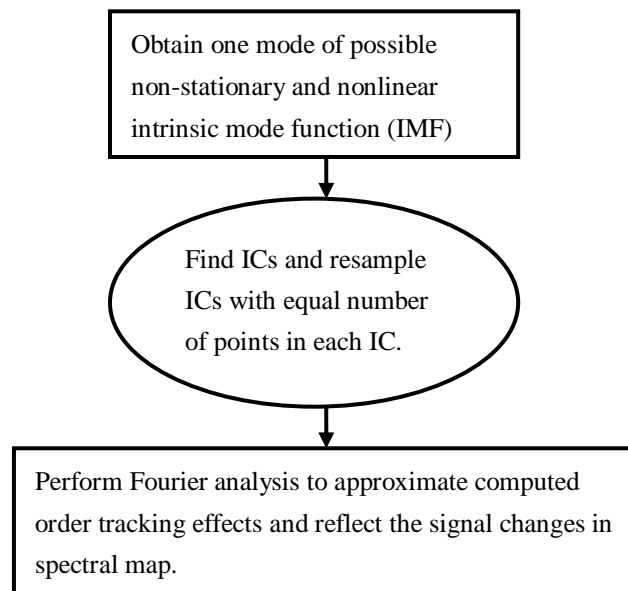 Obtain one mode of possible
non-stationary and nonlinear
intrinsic mode function (IMF)
Find ICs and resample
ICs with equal number
of points in each IC.
Perform Fourier analysis to approximate computed
order tracking effects and reflect the signal changes in
spectral map.